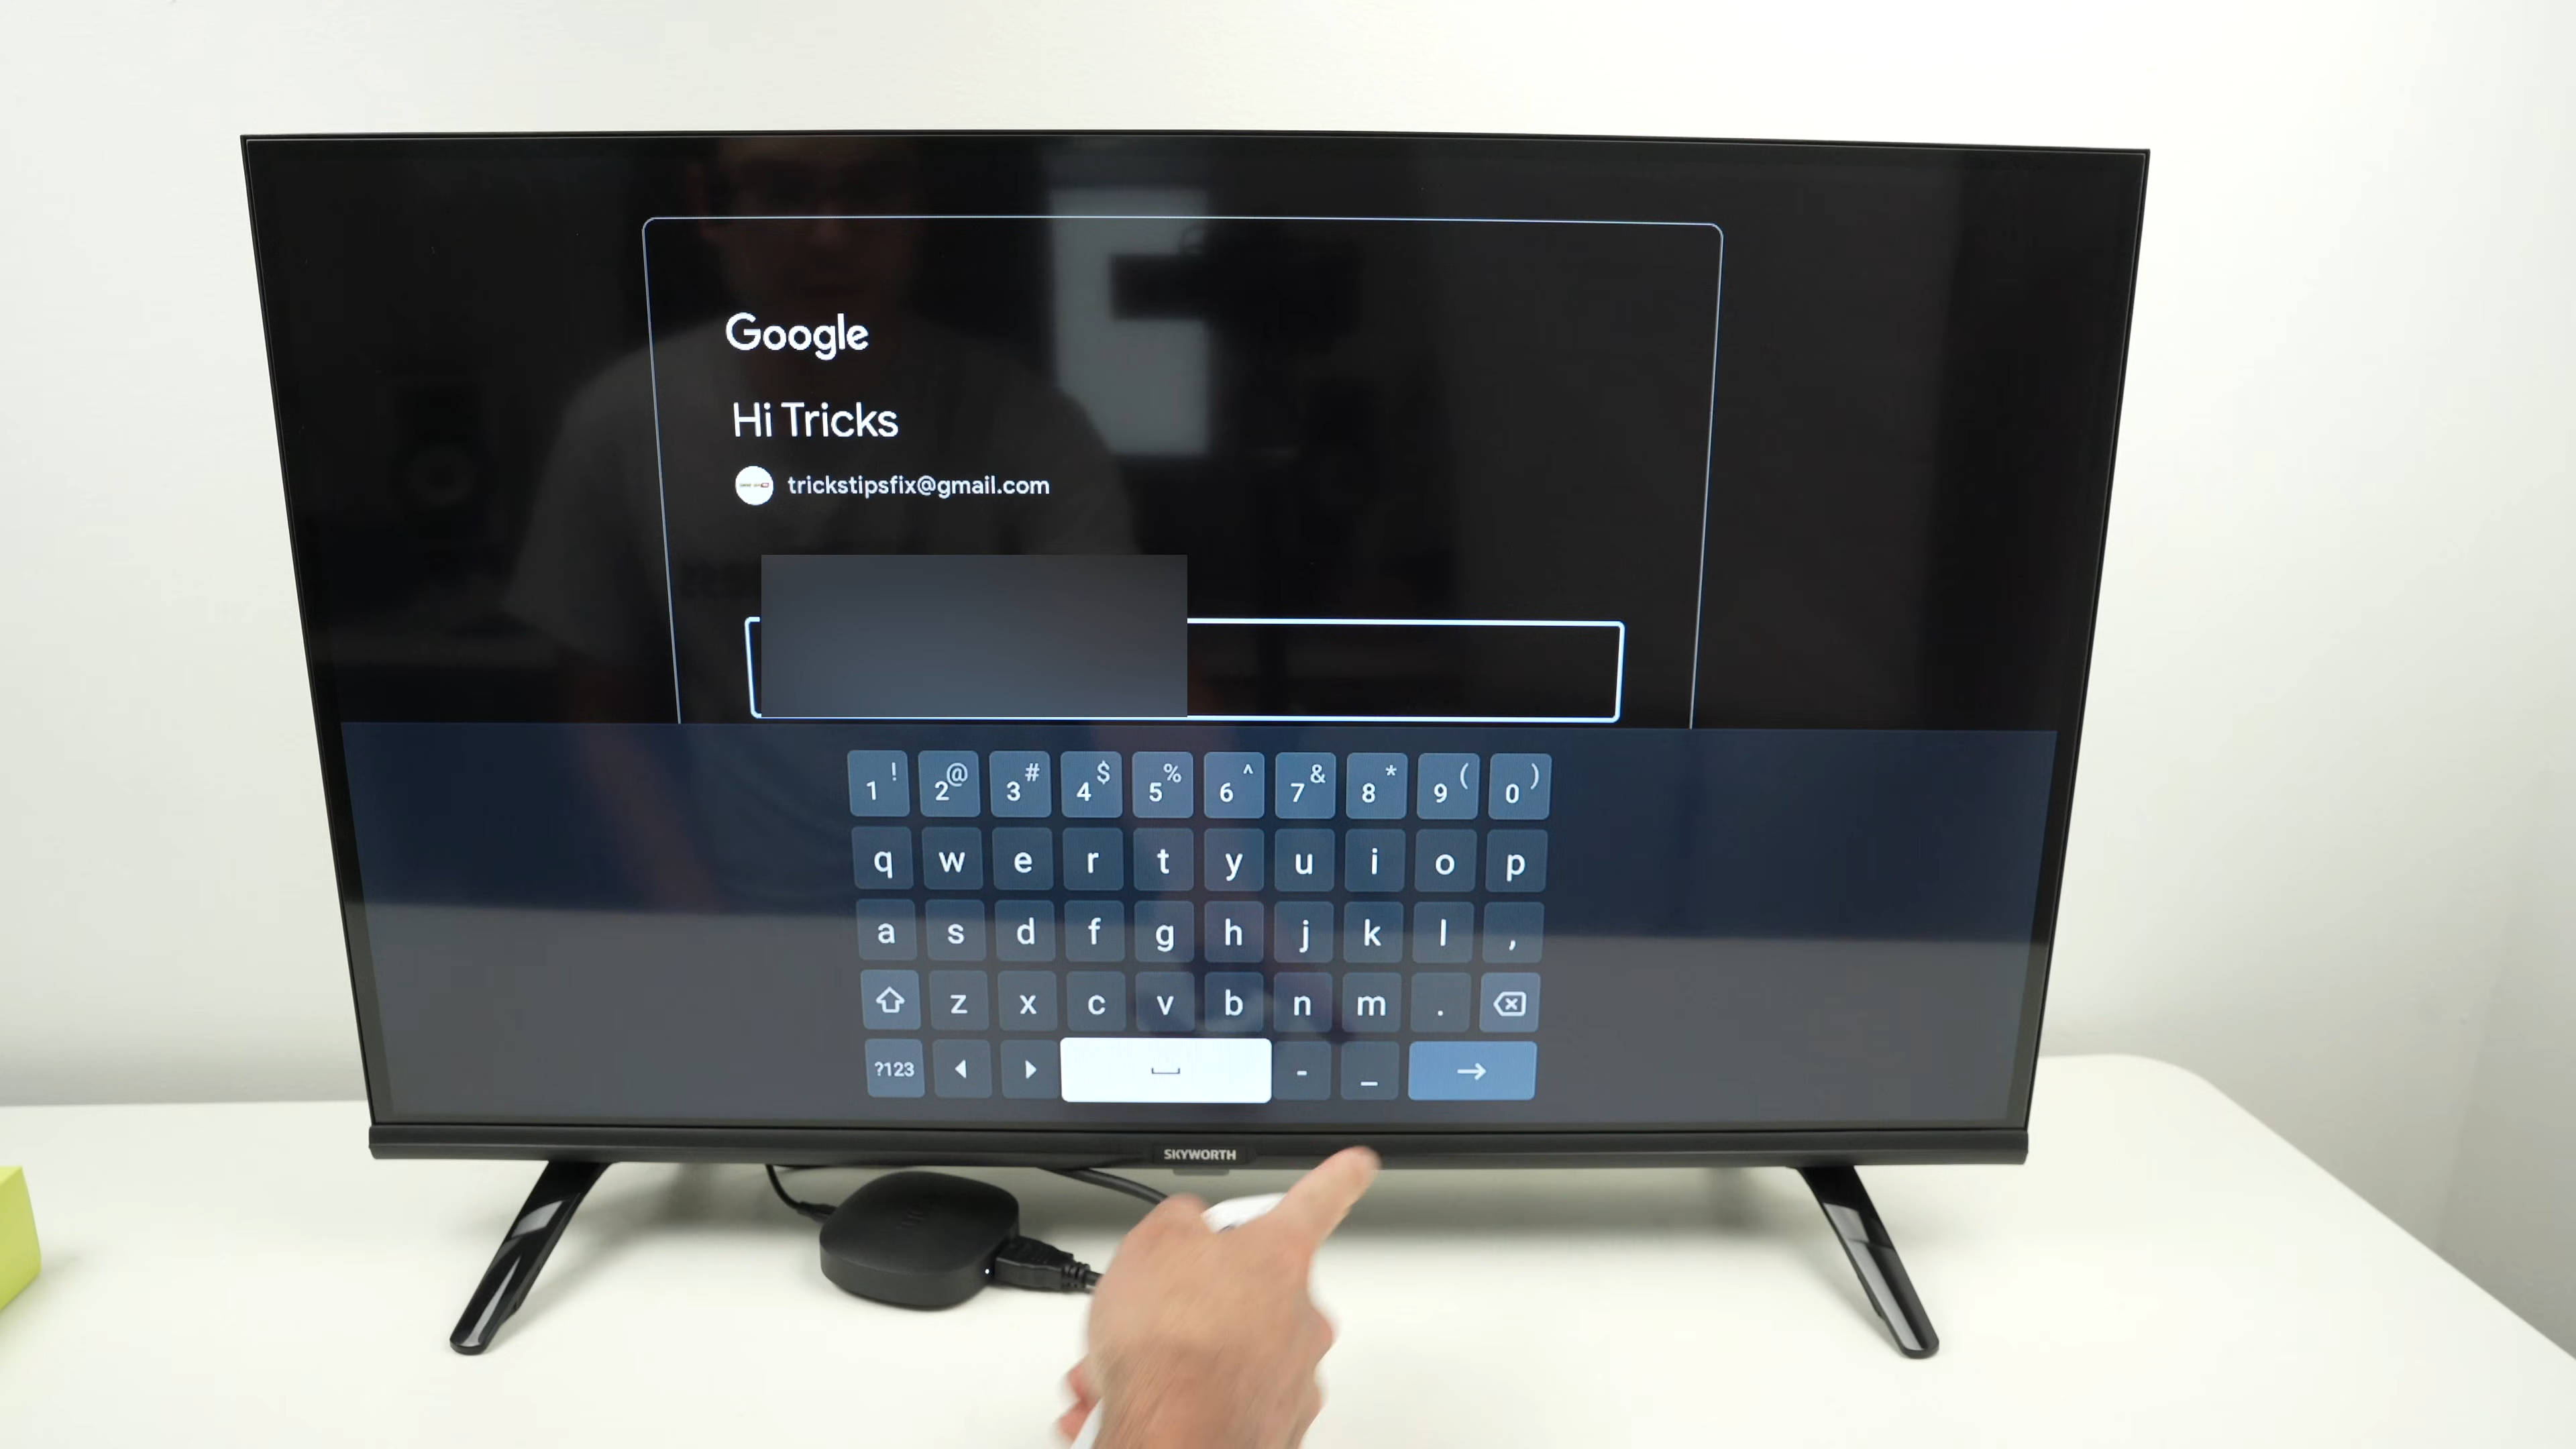 Google
Hi Tricks
trickstipsfix@gmail.com
1 ! 2 @ 3 # 4 $ 5 % 6 ^ 7 & 8 * 9 ( 0 )
q w e r t y u i o p
a s d f g h j k l ,
z x c v b n m .
?123 - _
SKYWORTH